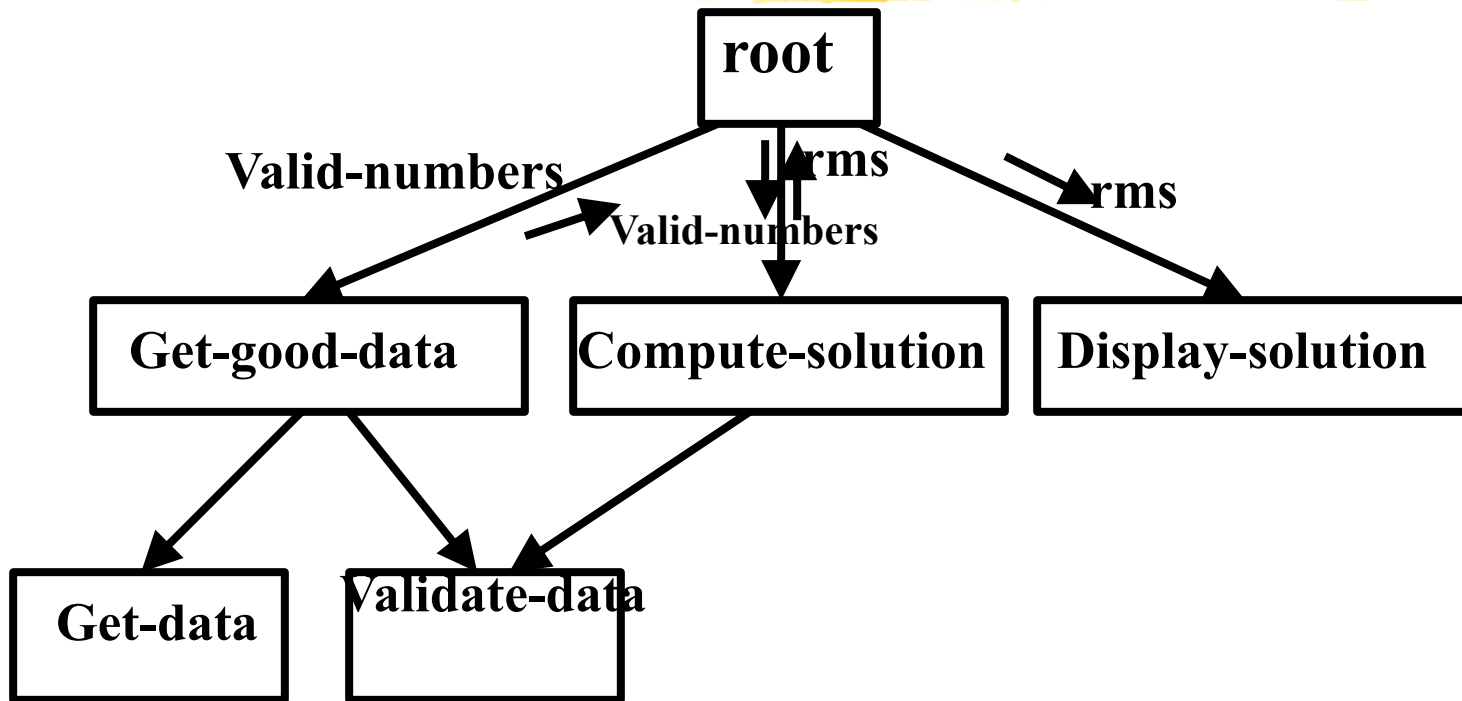 root
Valid-numbers
rms
rms
Valid-numbers
Get-good-data
Compute-solution
Display-solution
Get-data
Validate-data